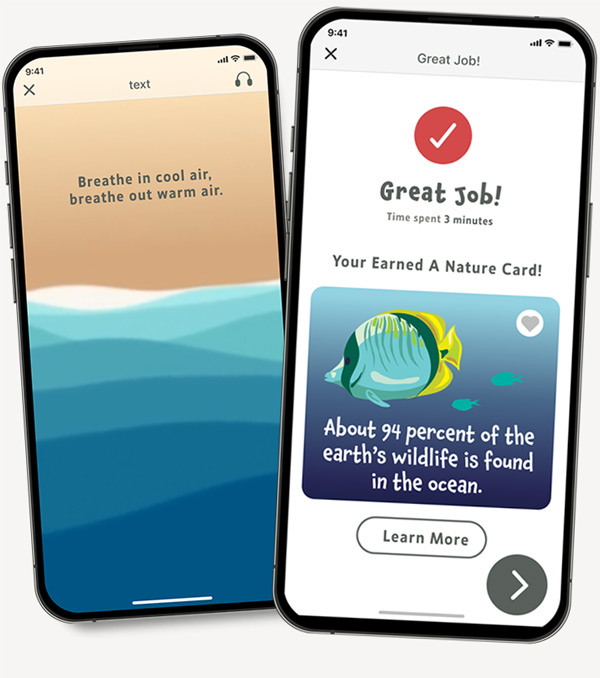 9:41
text
Breathe in cool air,
breathe out warm air.
9:41
Great Job!
Great Job!
Time spent 3 minutes
Your Earned A Nature Card!
About 94 percent of the
earth's wildlife is found
in the ocean.
Learn More